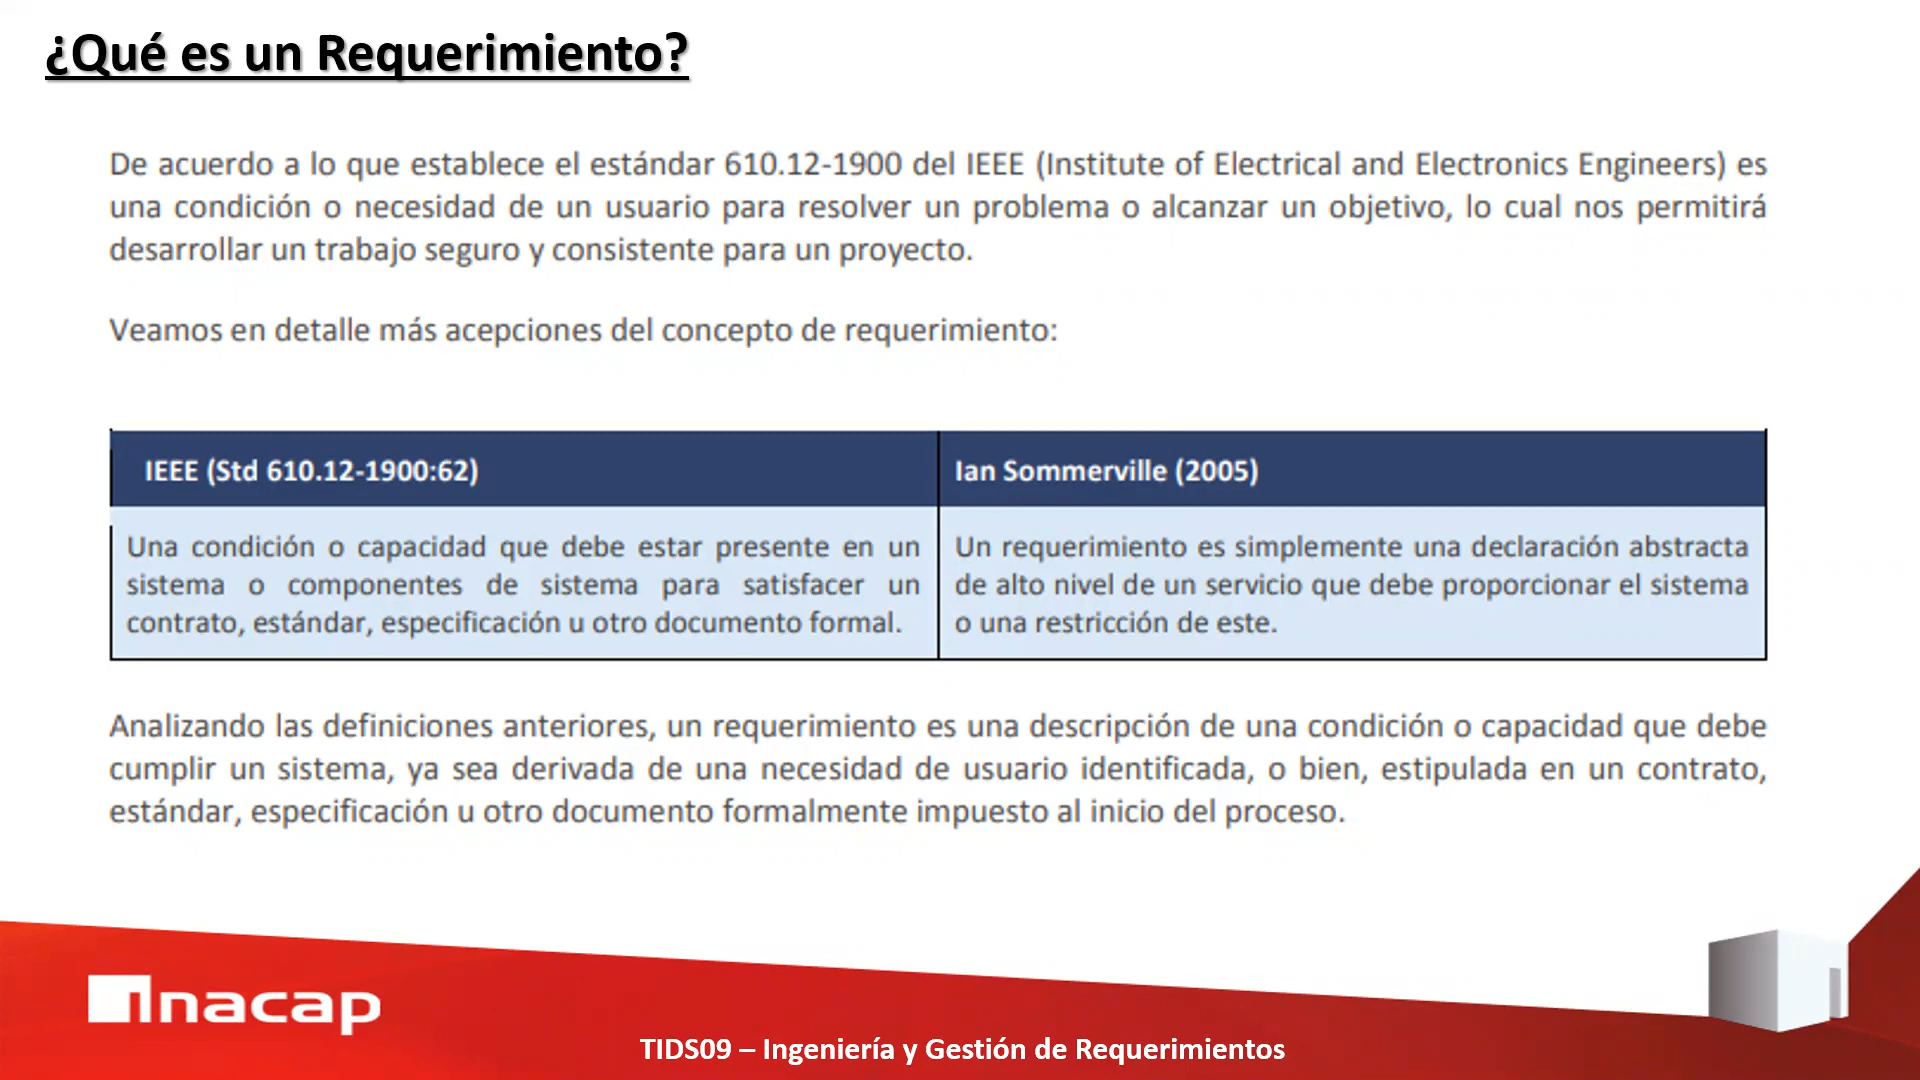 ¿Qué es un Requerimiento?
De acuerdo a lo que establece el estándar 610.12-1900 del IEEE (Institute of Electrical and Electronics Engineers) es
una condición o necesidad de un usuario para resolver un problema o alcanzar un objetivo, lo cual nos permitirá
desarrollar un trabajo seguro y consistente para un proyecto.
Veamos en detalle más acepciones del concepto de requerimiento:
IEEE (Std 610.12-1900:62)
Una condición o capacidad que debe estar presente en un
sistema o componentes de sistema para satisfacer un
contrato, estándar, especificación u otro documento formal.
Ian Sommerville (2005)
Un requerimiento es simplemente una declaración abstracta
de alto nivel de un servicio que debe proporcionar el sistema
o una restricción de este.
Analizando las definiciones anteriores, un requerimiento es una descripción de una condición o capacidad que debe
cumplir un sistema, ya sea derivada de una necesidad de usuario identificada, o bien, estipulada en un contrato,
estándar, especificación u otro documento formalmente impuesto al inicio del proceso.
Inacap
TIDS09 – Ingeniería y Gestión de Requerimientos